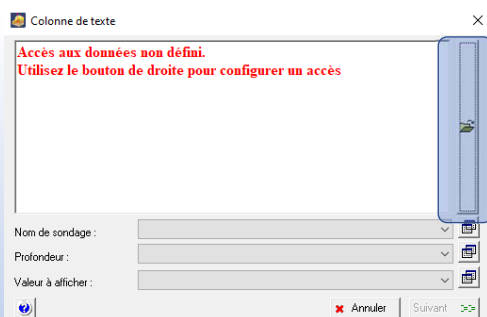 Colonne de texte
Accès aux données non défini.
Utilisez le bouton de droite pour configurer un accès
Nom de sondage :
Profondeur :
Valeur à afficher :
Annuler
Suivant >>